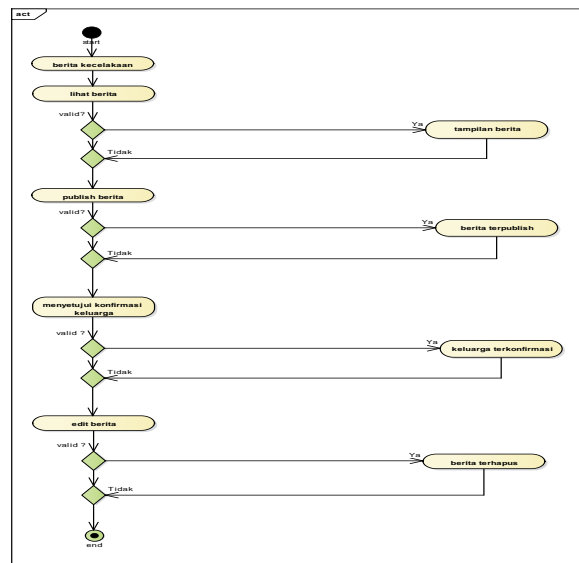 act
start
berita kecelakaan
lihat berita
valid?
Ya
tampilan berita
Tidak
publish berita
valid?
Ya
berita terpublish
Tidak
menyetujui konfirmasi
keluarga
valid ?
Ya
keluarga terkonfirmasi
Tidak
edit berita
valid ?
Ya
berita terhapus
Tidak
end